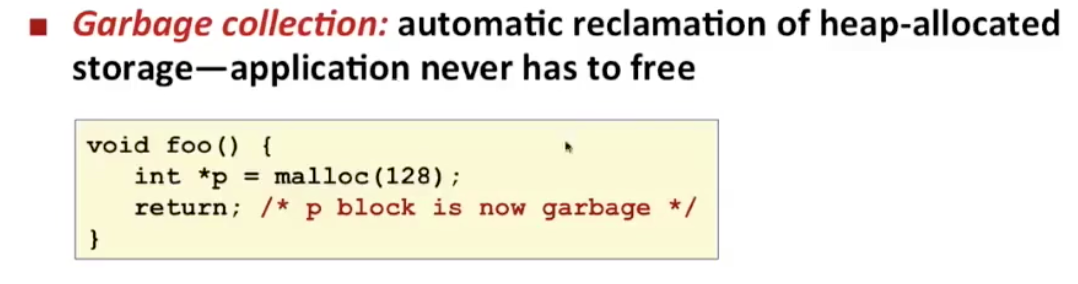 ■ Garbage collection: automatic reclamation of heap-allocated
storage—application never has to free
void foo() {
   int *p = malloc(128);
   return; /* p block is now garbage */
}